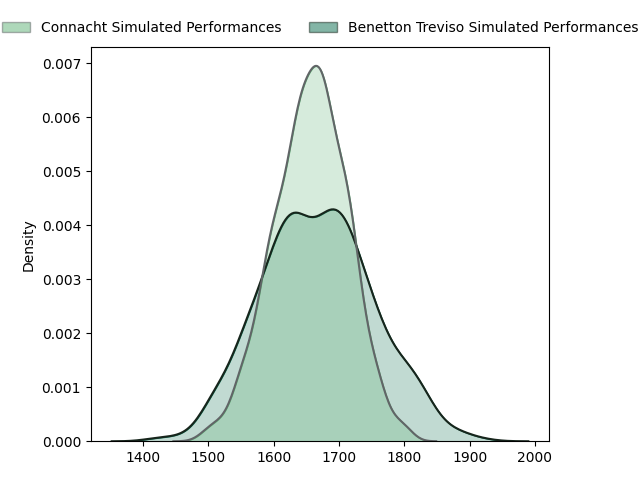 Connacht Simulated Performances
Benetton Treviso Simulated Performances
0.007
0.006
0.005
0.004
0.003
0.002
0.001
0.000
Density
1400 1500 1600 1700 1800 1900 2000